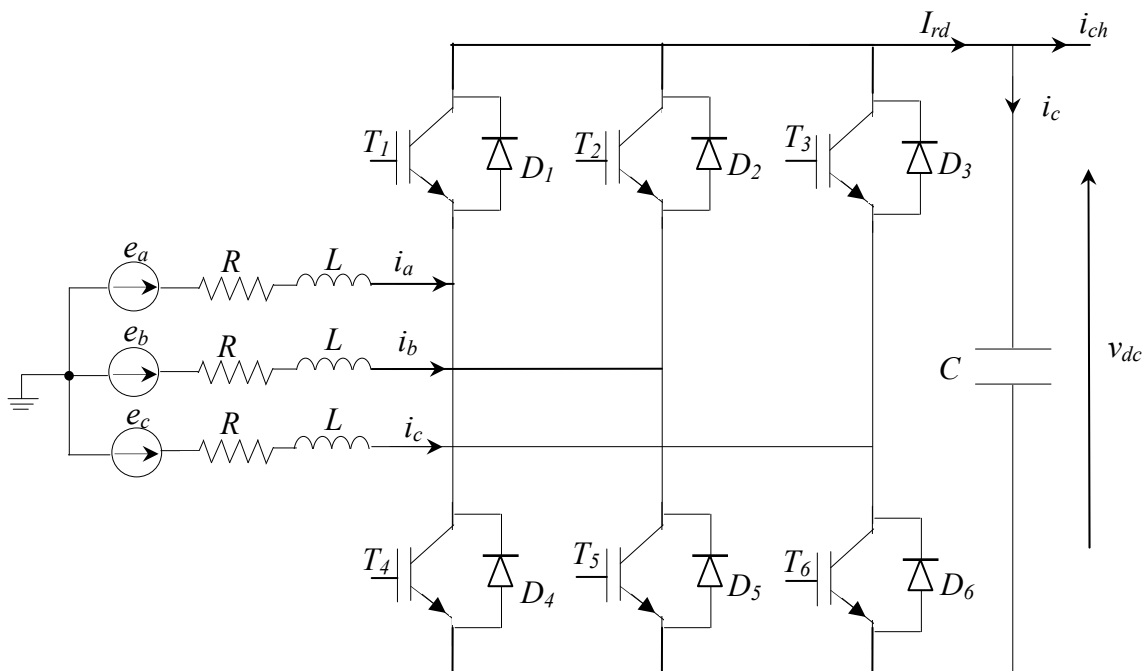 I_rd
i_ch
i_c
T_1
D_1
T_2
D_2
T_3
D_3
e_a
R
L
i_a
e_b
R
L
i_b
v_dc
C
e_c
R
L
i_c
T_4
D_4
T_5
D_5
T_6
D_6